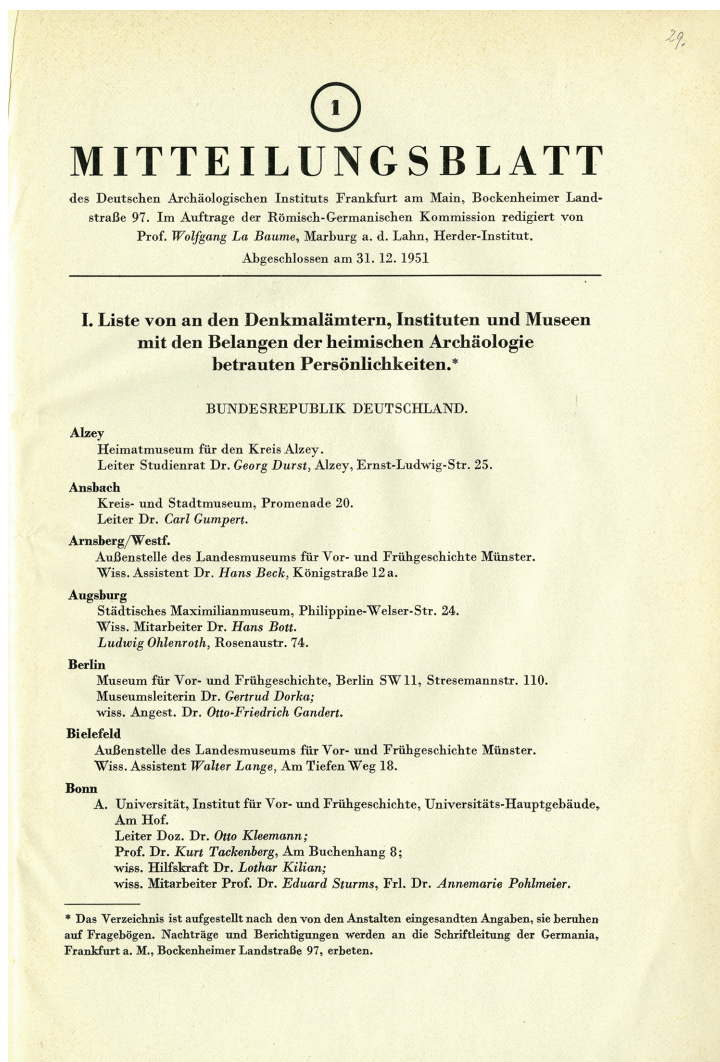 29.
1
MITTEILUNGSBLATT
des Deutschen Archäologischen Instituts Frankfurt am Main, Bockenheimer Land-
straße 97. Im Auftrage der Römisch-Germanischen Kommission redigiert von
Prof. Wolfgang La Baume, Marburg a. d. Lahn, Herder-Institut.
Abgeschlossen am 31. 12. 1951
I. Liste von an den Denkmalämtern, Instituten und Museen
mit den Belangen der heimischen Archäologie
betrauten Persönlichkeiten.*
BUNDESREPUBLIK DEUTSCHLAND.
Alzey
Heimatmuseum für den Kreis Alzey.
Leiter Studienrat Dr. Georg Durst, Alzey, Ernst-Ludwig-Str. 25.
Ansbach
Kreis- und Stadtmuseum, Promenade 20.
Leiter Dr. Carl Gumpert.
Arnsberg/Westf.
Außenstelle des Landesmuseums für Vor- und Frühgeschichte Münster.
Wiss. Assistent Dr. Hans Beck, Königstraße 12a.
Augsburg
Städtisches Maximilianmuseum, Philippine-Welser-Str. 24.
Wiss. Mitarbeiter Dr. Hans Bott.
Ludwig Ohlenroth, Rosenaustr. 74.
Berlin
Museum für Vor- und Frühgeschichte, Berlin SW 11, Stresemannstr. 110.
Museumsleiterin Dr. Gertrud Dorka;
wiss. Angest. Dr. Otto-Friedrich Gandert.
Bielefeld
Außenstelle des Landesmuseums für Vor- und Frühgeschichte Münster.
Wiss. Assistent Walter Lange, Am Tiefen Weg 18.
Bonn
A. Universität, Institut für Vor- und Frühgeschichte, Universitäts-Hauptgebäude,
Am Hof.
Leiter Doz. Dr. Otto Kleemann;
Prof. Dr. Kurt Tackenberg, Am Buchenhang 8;
wiss. Hilfskraft Dr. Lothar Kilian;
wiss. Mitarbeiter Prof. Dr. Eduard Sturms, Frl. Dr. Annemarie Pohlmeier.
* Das Verzeichnis ist aufgestellt nach den von den Anstalten eingesandten Angaben, sie beruhen
auf Fragebögen. Nachträge und Berichtigungen werden an die Schriftleitung der Germania,
Frankfurt a. M., Bockenheimer Landstraße 97, erbeten.